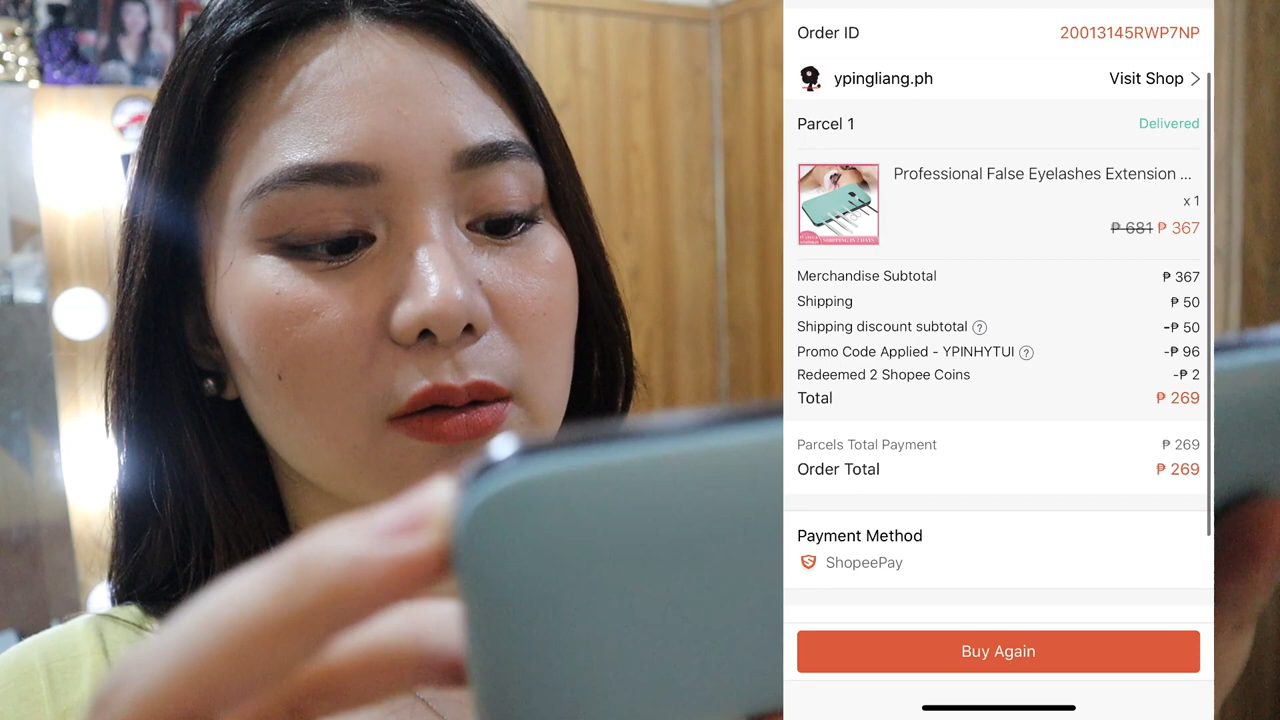 Order ID 20013145RWP7NP
ypingliang.ph Visit Shop
Parcel 1 Delivered
Professional False Eyelashes Extension ...
x 1
₱ 681 ₱ 367
Merchandise Subtotal ₱ 367
Shipping ₱ 50
Shipping discount subtotal ? -₱ 50
Promo Code Applied - YPINHYTUI ? -₱ 96
Redeemed 2 Shopee Coins -₱ 2
Total ₱ 269
Parcels Total Payment ₱ 269
Order Total ₱ 269
Payment Method
ShopeePay
Buy Again